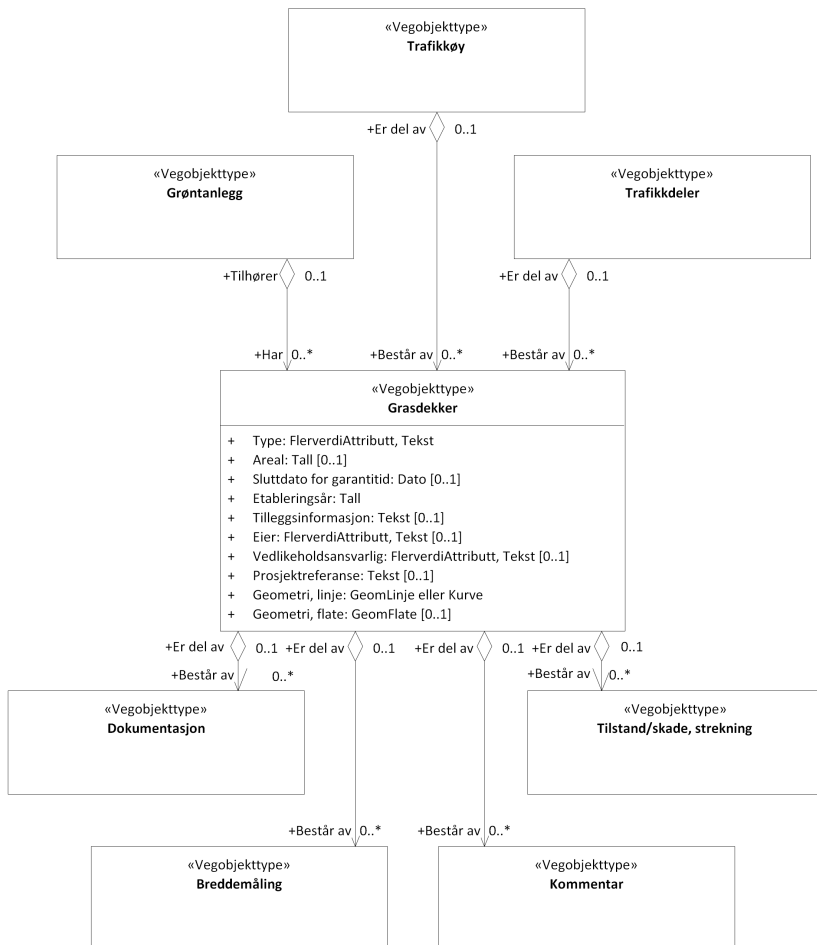 «Vegobjekttype»
Trafikkøy
+Er del av 0..1
«Vegobjekttype»
Grøntanlegg
«Vegobjekttype»
Trafikkdeler
+Tilhører 0..1
+Er del av 0..1
+Har 0..*
+Består av 0..*
+Består av 0..*
«Vegobjekttype»
Grasdekker
+ Type: FlerverdiAttributt, Tekst
+ Areal: Tall [0..1]
+ Sluttdato for garantitid: Dato [0..1]
+ Etableringsår: Tall
+ Tilleggsinformasjon: Tekst [0..1]
+ Eier: FlerverdiAttributt, Tekst [0..1]
+ Vedlikeholdsansvarlig: FlerverdiAttributt, Tekst [0..1]
+ Prosjektreferanse: Tekst [0..1]
+ Geometri, linje: GeomLinje eller Kurve
+ Geometri, flate: GeomFlate [0..1]
+Er del av 0..1 +Er del av 0..1 +Er del av 0..1 +Er del av 0..1
+Består av 0..*
+Består av 0..*
«Vegobjekttype»
Dokumentasjon
«Vegobjekttype»
Tilstand/skade, strekning
+Består av 0..*
+Består av 0..*
«Vegobjekttype»
Breddemåling
«Vegobjekttype»
Kommentar